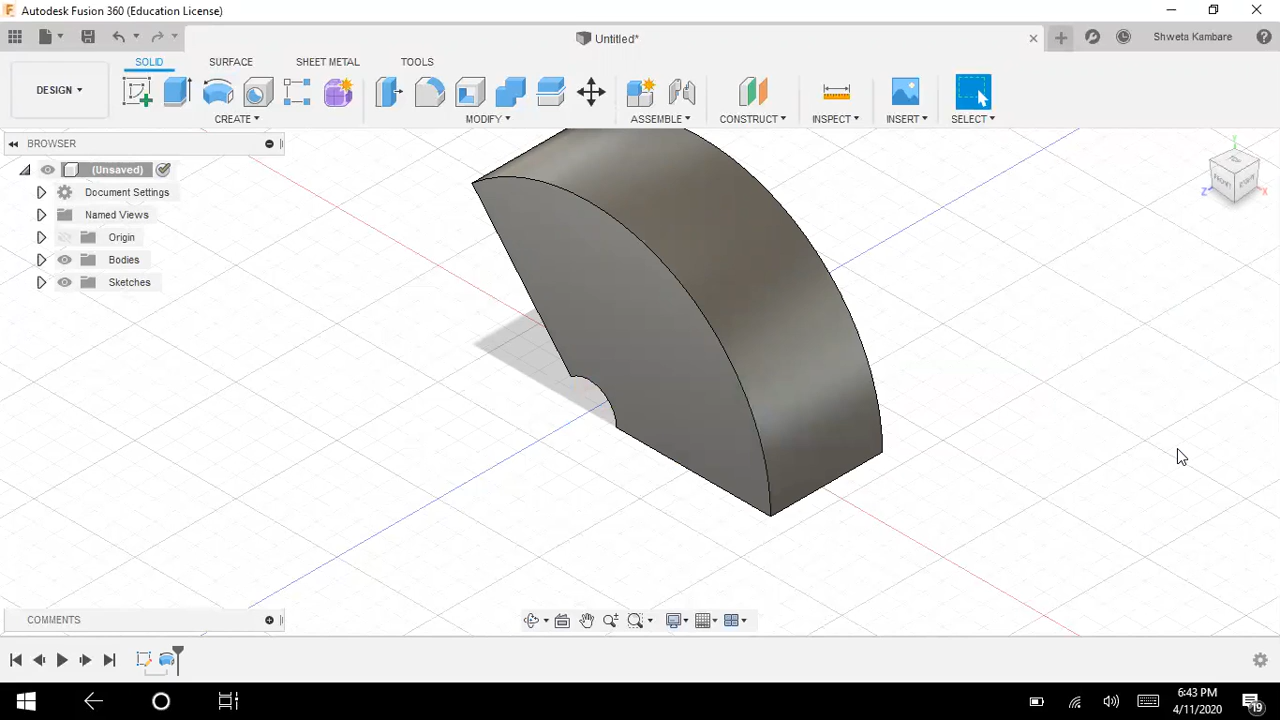 Autodesk Fusion 360 (Education License)
Untitled*
Shweta Kambare
SOLID SURFACE SHEET METAL TOOLS
DESIGN
CREATE MODIFY ASSEMBLE CONSTRUCT INSPECT INSERT SELECT
BROWSER
(Unsaved)
Document Settings
Named Views
Origin
Bodies
Sketches
Y
Z
X
COMMENTS
6:43 PM
4/11/2020
19